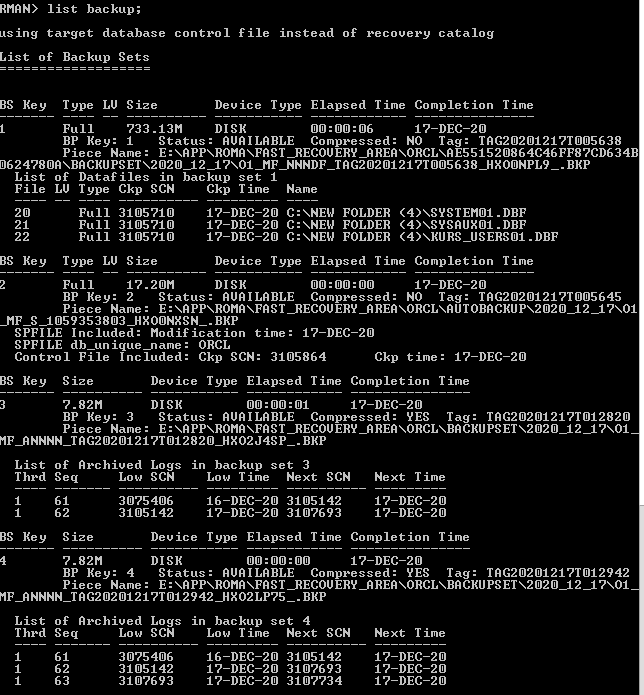 RMAN> list backup;
using target database control file instead of recovery catalog
List of Backup Sets
===================
BS Key  Type LV Size       Device Type Elapsed Time Completion Time
------- ---- -- ---------- ----------- ------------ ---------------
1       Full    733.13M    DISK        00:00:06     17-DEC-20
BP Key: 1   Status: AVAILABLE  Compressed: NO  Tag: TAG20201217T005638
Piece Name: E:\APP\ROMA\FAST_RECOVERY_AREA\ORCL\AE551520864C46FF87CD634B
0624780A\BACKUPSET\2020_12_17\O1_MF_NNNDF_TAG20201217T005638_HXO0NPL9_.BKP
List of Datafiles in backup set 1
File LV Type Ckp SCN    Ckp Time  Name
---- -- ---- ---------- --------- ----
20      Full 3105710    17-DEC-20 C:\NEW FOLDER (4)\SYSTEM01.DBF
21      Full 3105710    17-DEC-20 C:\NEW FOLDER (4)\SYSAUX01.DBF
22      Full 3105710    17-DEC-20 C:\NEW FOLDER (4)\KURS_USERS01.DBF
BS Key  Type LV Size       Device Type Elapsed Time Completion Time
------- ---- -- ---------- ----------- ------------ ---------------
2       Full    17.20M     DISK        00:00:00     17-DEC-20
BP Key: 2   Status: AVAILABLE  Compressed: NO  Tag: TAG20201217T005645
Piece Name: E:\APP\ROMA\FAST_RECOVERY_AREA\ORCL\AUTOBACKUP\2020_12_17\O1
_MF_S_1059353803_HXO0NXSN_.BKP
SPFILE Included: Modification time: 17-DEC-20
SPFILE db_unique_name: ORCL
Control File Included: Ckp SCN: 3105864      Ckp time: 17-DEC-20
BS Key  Size       Device Type Elapsed Time Completion Time
------- ---------- ----------- ------------ ---------------
3       7.82M      DISK        00:00:01     17-DEC-20
BP Key: 3   Status: AVAILABLE  Compressed: YES  Tag: TAG20201217T012820
Piece Name: E:\APP\ROMA\FAST_RECOVERY_AREA\ORCL\BACKUPSET\2020_12_17\O1_
MF_ANNNN_TAG20201217T012820_HXO2J4SP_.BKP
List of Archived Logs in backup set 3
Thrd Seq     Low SCN    Low Time  Next SCN   Next Time
---- ------- ---------- --------- ---------- ---------
1    61      3075406    16-DEC-20 3105142    17-DEC-20
1    62      3105142    17-DEC-20 3107693    17-DEC-20
BS Key  Size       Device Type Elapsed Time Completion Time
------- ---------- ----------- ------------ ---------------
4       7.82M      DISK        00:00:00     17-DEC-20
BP Key: 4   Status: AVAILABLE  Compressed: YES  Tag: TAG20201217T012942
Piece Name: E:\APP\ROMA\FAST_RECOVERY_AREA\ORCL\BACKUPSET\2020_12_17\O1_
MF_ANNNN_TAG20201217T012942_HXO2LP75_.BKP
List of Archived Logs in backup set 4
Thrd Seq     Low SCN    Low Time  Next SCN   Next Time
---- ------- ---------- --------- ---------- ---------
1    61      3075406    16-DEC-20 3105142    17-DEC-20
1    62      3105142    17-DEC-20 3107693    17-DEC-20
1    63      3107693    17-DEC-20 3107734    17-DEC-20